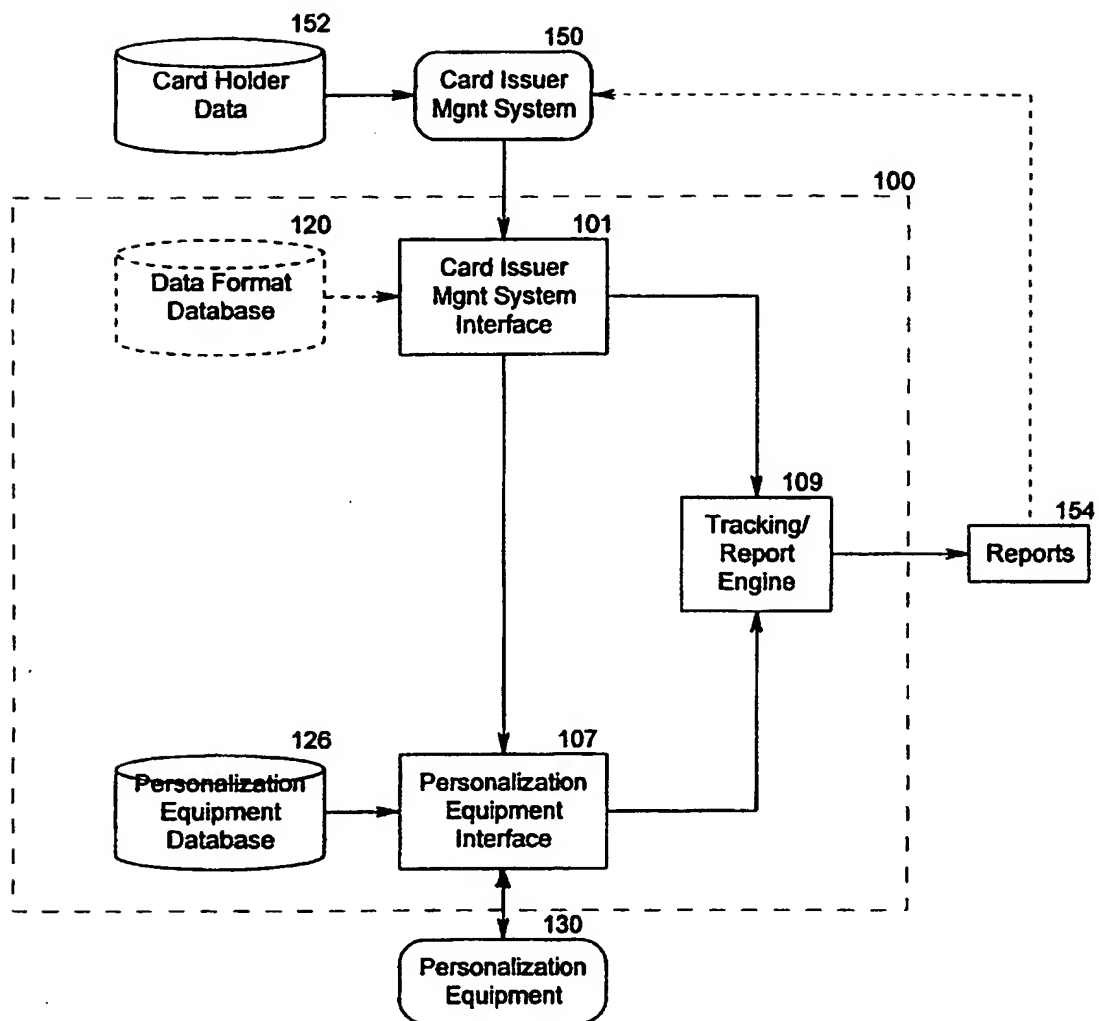 152
Card Holder
Data
150
Card Issuer
Mgnt System
100
120
Data Format
Database
101
Card Issuer
Mgnt System
Interface
109
Tracking/
Report
Engine
154
Reports
126
Personalization
Equipment
Database
107
Personalization
Equipment
Interface
130
Personalization
Equipment